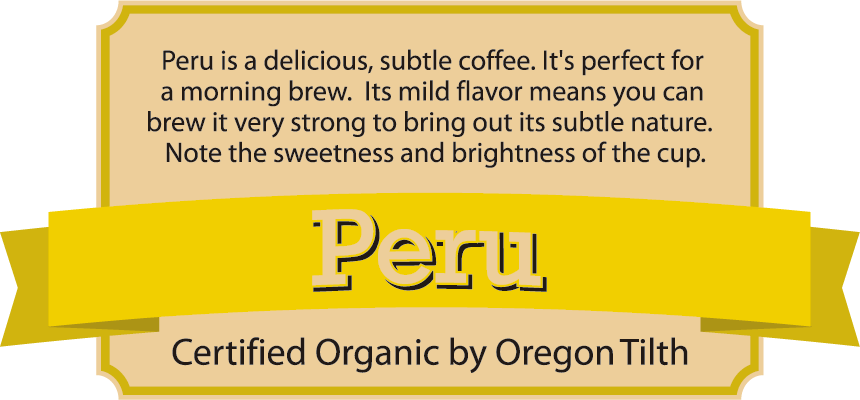 Peru is a delicious, subtle coffee. It's perfect for
a morning brew.  Its mild flavor means you can
brew it very strong to bring out its subtle nature.
Note the sweetness and brightness of the cup.
Peru
Certified Organic by Oregon Tilth